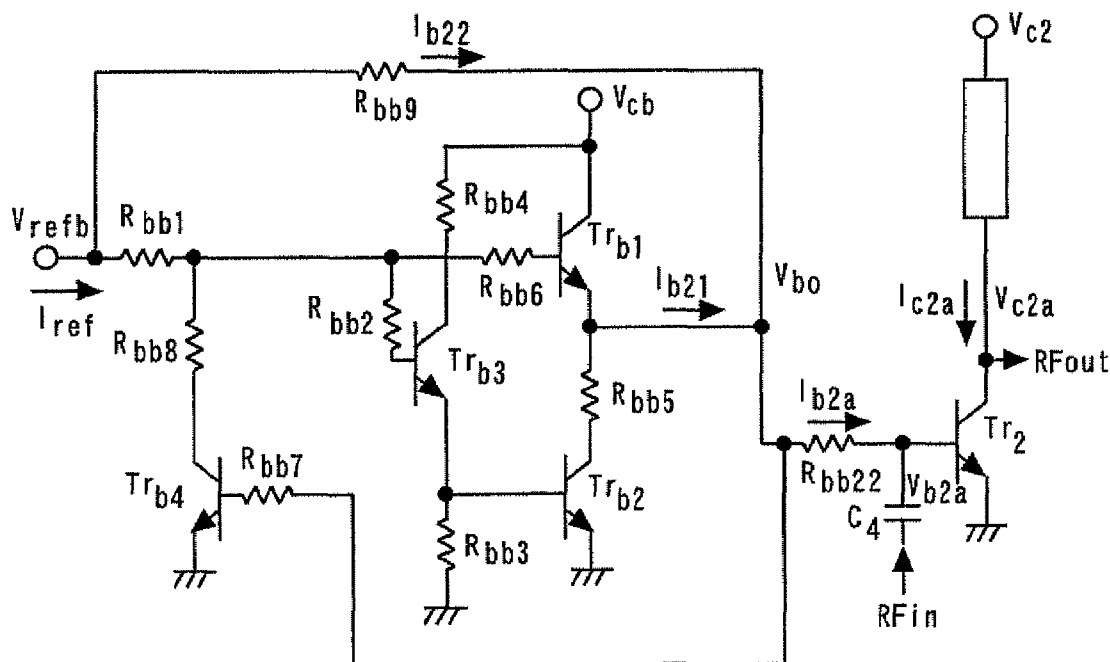 Ib22
Vc2
Rbb9
Vcb
Vrefb
Rbb1
Rbb4
Trb1
Rbb6
Ib21
Vbo
Ic2a
Vc2a
Iref
Rbb8
Rbb2
Trb3
RFout
Rbb5
Ib2a
Tr2
Rbb7
Trb4
Trb2
Rbb22
Vb2a
C4
Rbb3
RFin